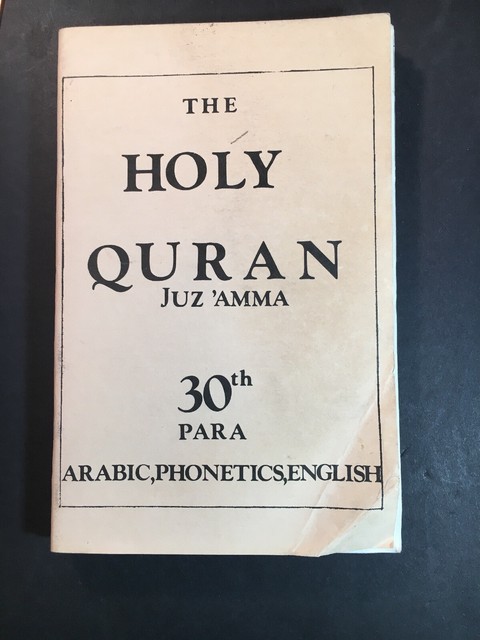 THE
HOLY
QURAN
JUZ 'AMMA
30th
PARA
ARABIC,PHONETICS,ENGLISH